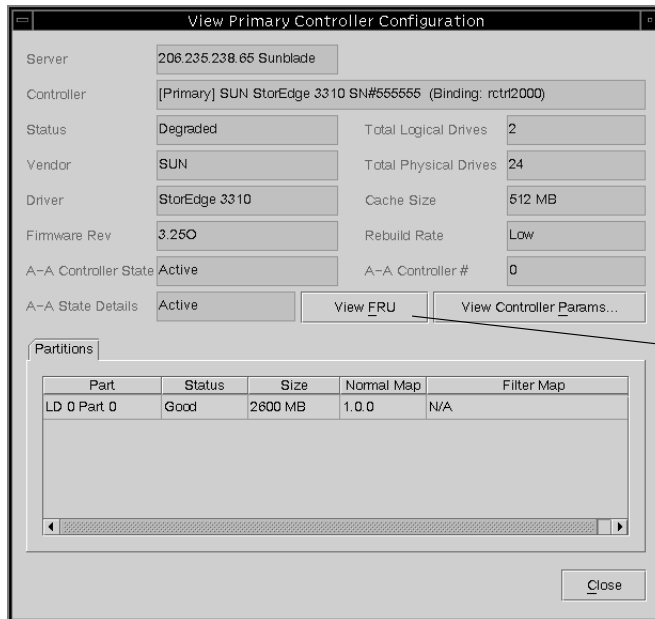 View Primary Controller Configuration
Server 206.235.238.65 Sunblade
Controller [Primary] SUN StorEdge 3310 SN#555555 (Binding: rctrl2000)
Status Degraded Total Logical Drives 2
Vendor SUN Total Physical Drives 24
Driver StorEdge 3310 Cache Size 512 MB
Firmware Rev 3.25O Rebuild Rate Low
A-A Controller State Active A-A Controller # 0
A-A State Details Active View FRU View Controller Params...
Partitions
Part Status Size Normal Map Filter Map
LD 0 Part 0 Good 2600 MB 1.0.0 N/A
Close